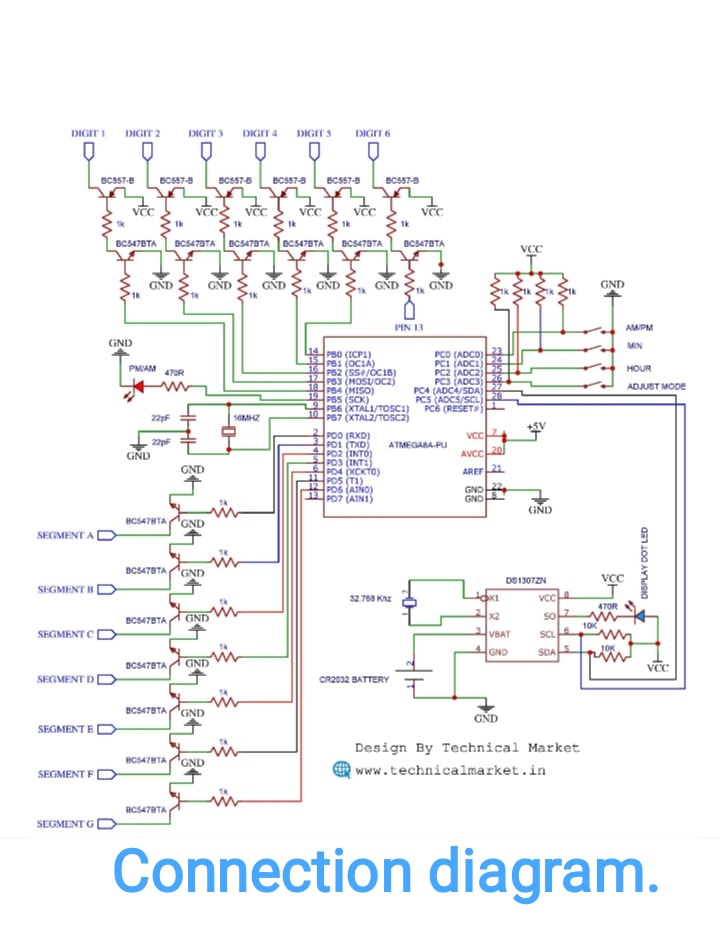 DIGIT 1 DIGIT 2 DIGIT 3 DIGIT 4 DIGIT 5 DIGIT 6
BC557-B BC557-B BC557-B BC557-B BC557-B BC557-B
VCC VCC VCC VCC VCC VCC
1k 1k 1k 1k 1k 1k
BC547BTA BC547BTA BC547BTA BC547BTA BC547BTA BC547BTA
GND GND GND GND GND GND
1k 1k 1k 1k 1k 1k
PIN 13
VCC
GND
1k 1k 1k 1k
AM/PM
MIN
HOUR
ADJUST MODE
GND
PM/AM 470R
22pF
16MHZ
22pF
GND
14 PB0 (ICP1) PC0 (ADC0) 23
15 PB1 (OC1A) PC1 (ADC1) 24
16 PB2 (SS#/OC1B) PC2 (ADC2) 25
17 PB3 (MOSI/OC2) PC3 (ADC3) 26
18 PB4 (MISO) PC4 (ADC4/SDA) 27
19 PB5 (SCK) PC5 (ADC5/SCL) 28
9 PB6 (XTAL1/TOSC1) PC6 (RESET#) 1
10 PB7 (XTAL2/TOSC2)
2 PD0 (RXD) VCC 7
+5V
3 PD1 (TXD) ATMEGA8A-PU
4 PD2 (INT0) AVCC 20
5 PD3 (INT1)
6 PD4 (XCKT0) AREF 21
11 PD5 (T1)
12 PD6 (AIN0) GND 22
13 PD7 (AIN1) GND 8
GND
GND
1k
BC547BTA GND
SEGMENT A
1k
BC547BTA GND
SEGMENT B
1k
BC547BTA GND
SEGMENT C
1k
BC547BTA GND
SEGMENT D
1k
BC547BTA GND
SEGMENT E
1k
BC547BTA GND
SEGMENT F
1k
BC547BTA
SEGMENT G
DISPLAY DOT LED
DS1307ZN
VCC
32.768 Khz
1 X1 VCC 8
470R
2 X2 SQ 7
10K
3 VBAT SCL 6
10K
4 GND SDA 5
VCC
CR2032 BATTERY
2
1
GND
Design By Technical Market
www.technicalmarket.in
Connection diagram.